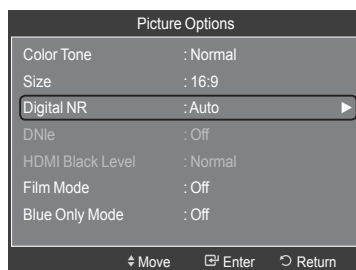 Picture Options
Color Tone : Normal
Size : 16:9
Digital NR : Auto
DNIe : Off
HDMI Black Level : Normal
Film Mode : Off
Blue Only Mode : Off
Move Enter Return